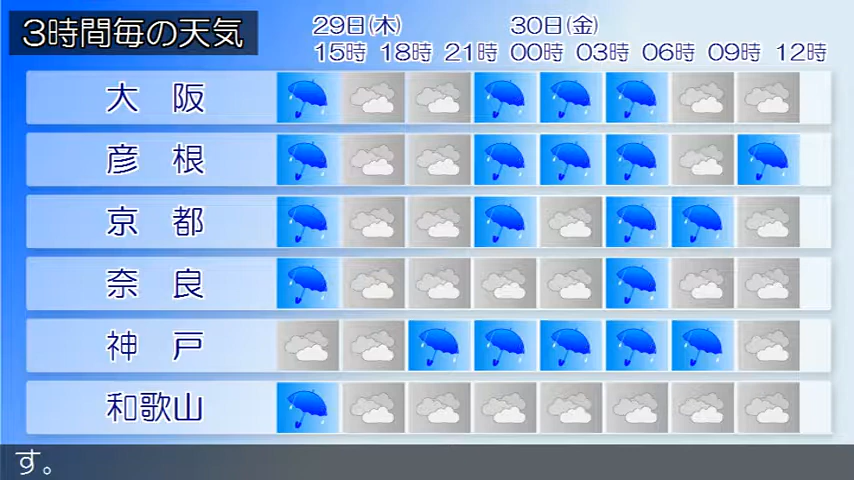 3時間毎の天気
29日(木) 30日(金)
15時 18時 21時 00時 03時 06時 09時 12時
大阪
彦根
京都
奈良
神戸
和歌山
す。